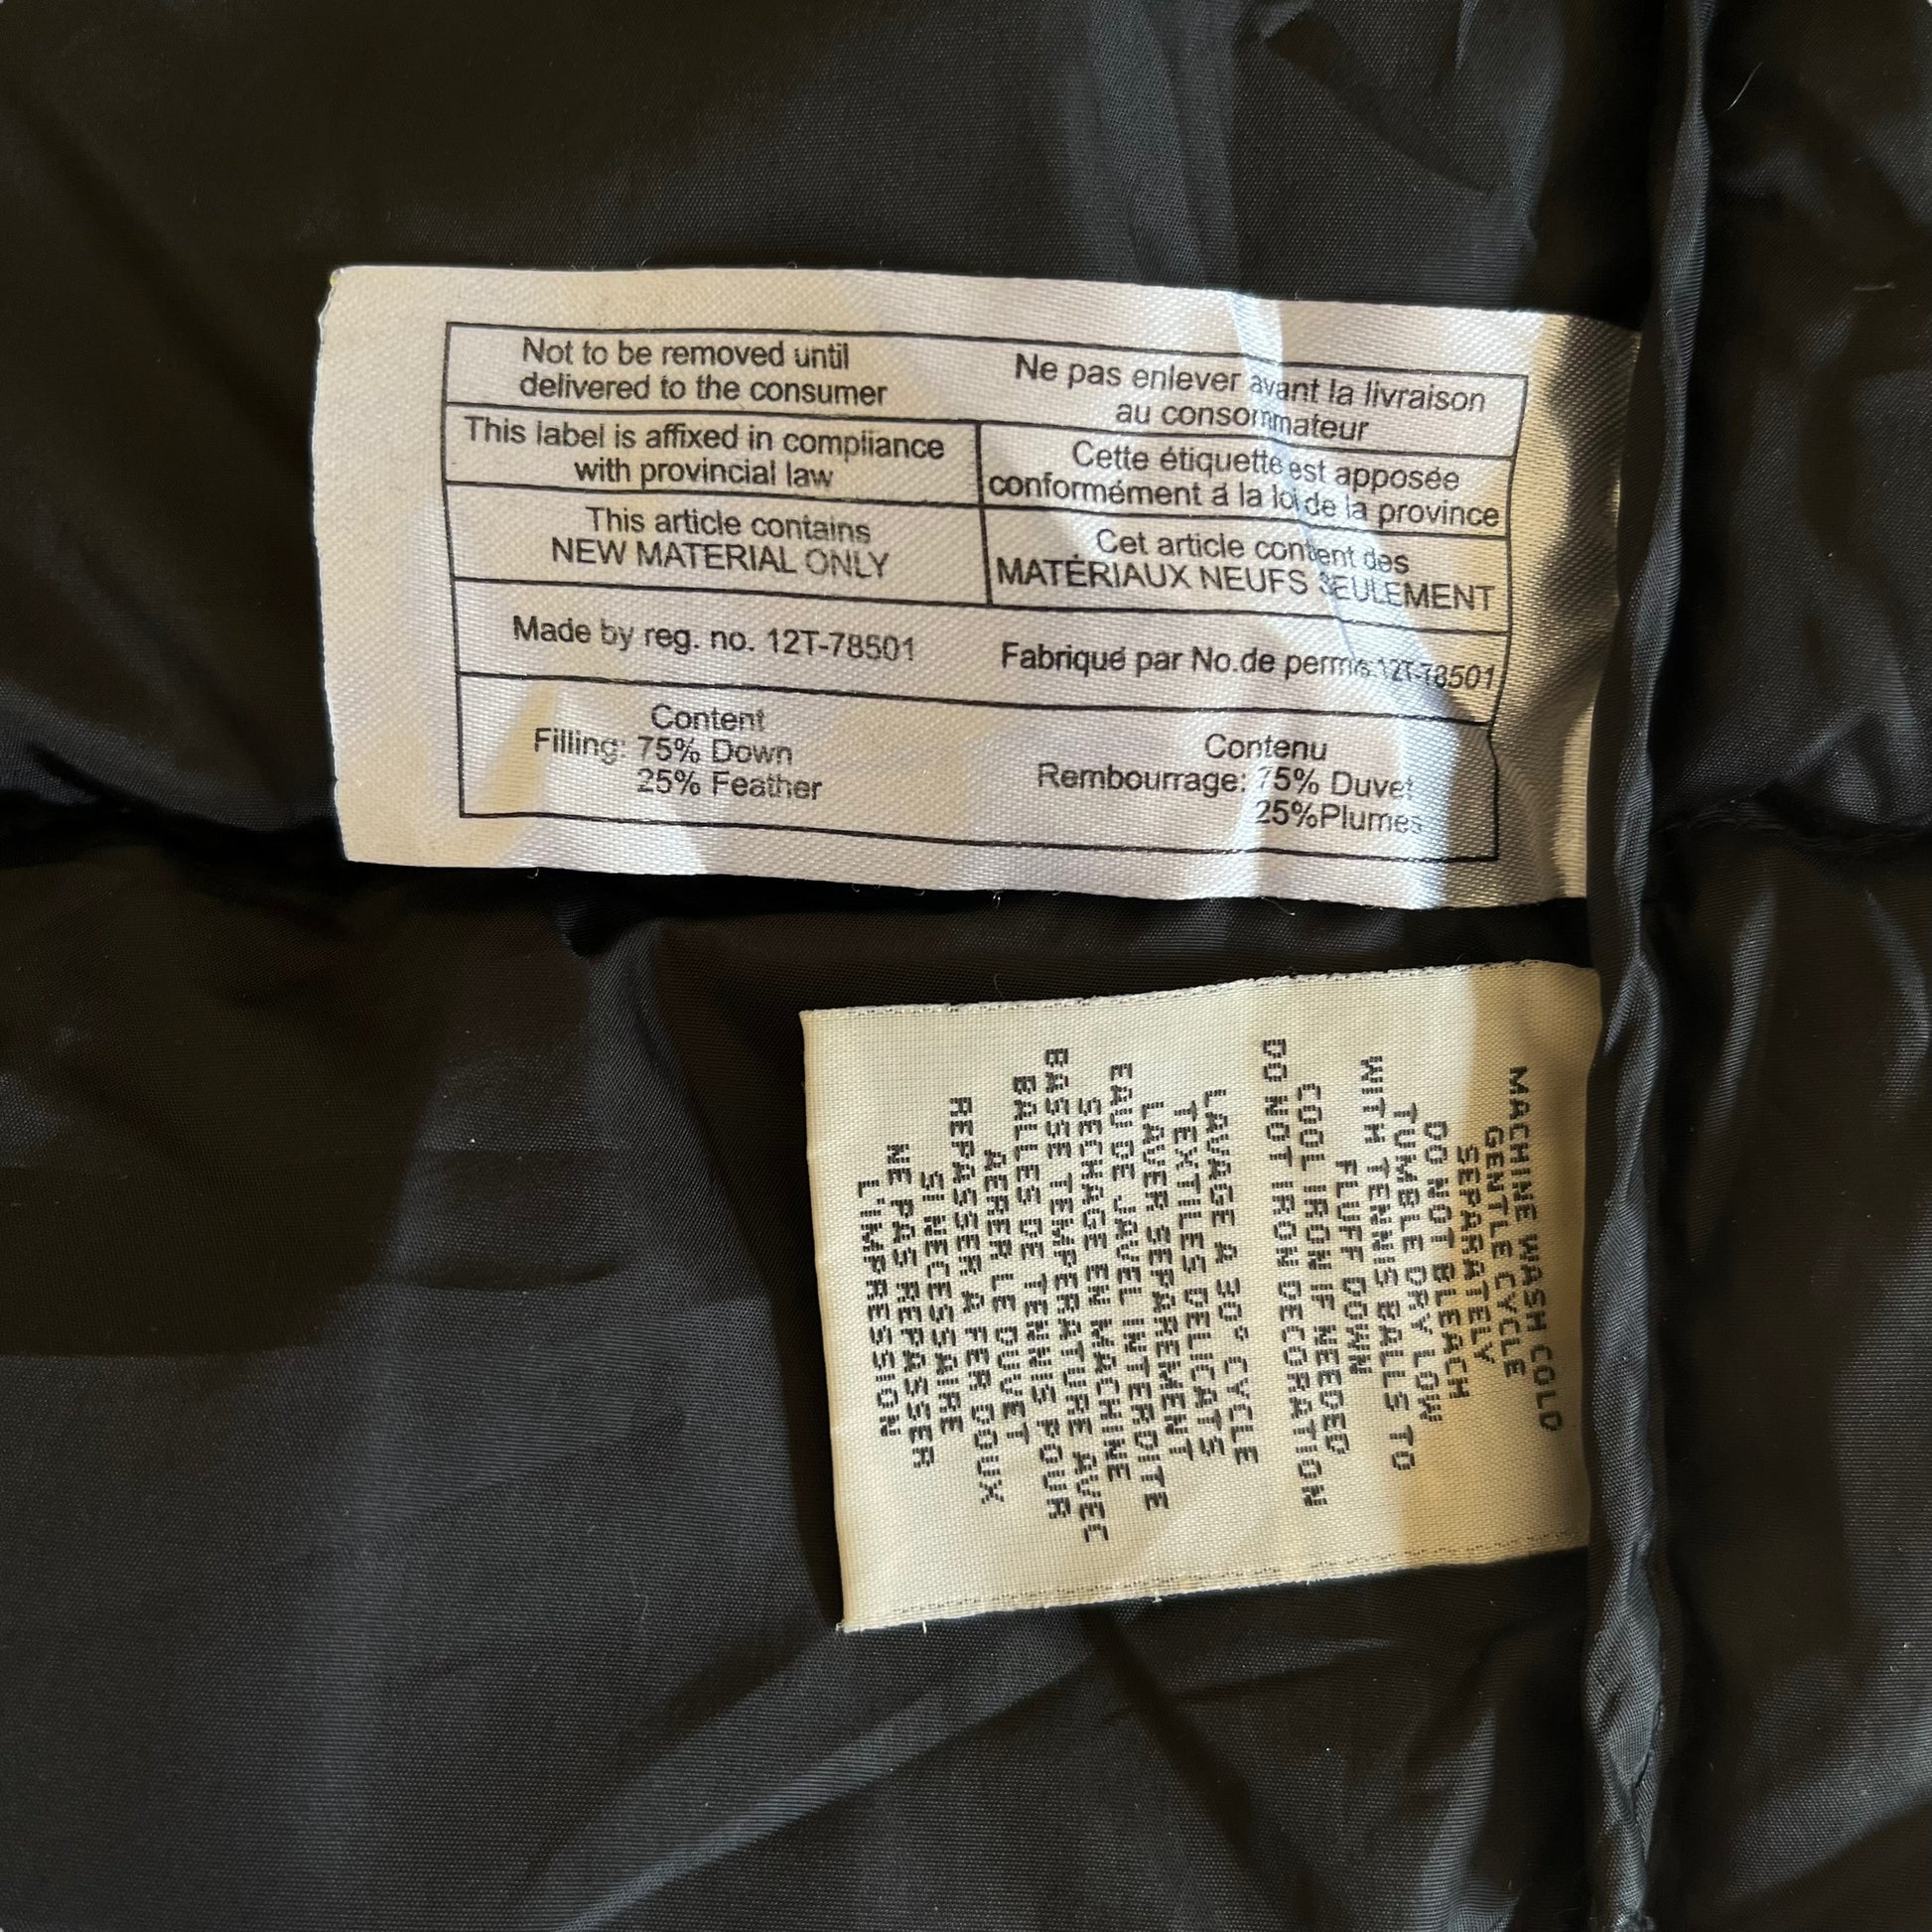 Not to be removed until
delivered to the consumer
Ne pas enlever avant la livraison
au consommateur
This label is affixed in compliance
with provincial law
Cette étiquette est apposée
conformément á la loi de la province
This article contains
NEW MATERIAL ONLY
Cet article content des
MATÉRIAUX NEUFS SEULEMENT
Made by reg. no. 12T-78501
Fabriqué par No.de permis.12T-78501
Content
Filling: 75% Down
25% Feather
Contenu
Rembourrage: 75% Duvet
25%Plumes
MACHINE WASH COLD
GENTLE CYCLE
SEPARATELY
DO NOT BLEACH
TUMBLE DRY LOW
WITH TENNIS BALLS TO
FLUFF DOWN
COOL IRON IF NEEDED
DO NOT IRON DECORATION
LAVAGE A 30° CYCLE
TEXTILES DELICATS
LAVER SEPAREMENT
EAU DE JAVEL INTERDITE
SECHAGE EN MACHINE
BASSE TEMPERATURE AVEC
BALLES DE TENNIS POUR
AERER LE DUVET
REPASSER A FER DOUX
SI NECESSAIRE
NE PAS REPASSER
L'IMPRESSION